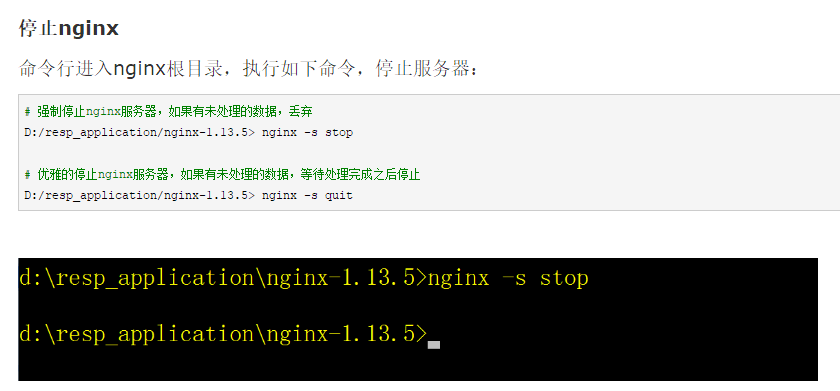 停止nginx
命令行进入nginx根目录，执行如下命令，停止服务器：
# 强制停止nginx服务器，如果有未处理的数据，丢弃
D:/resp_application/nginx-1.13.5> nginx -s stop
# 优雅的停止nginx服务器，如果有未处理的数据，等待处理完成之后停止
D:/resp_application/nginx-1.13.5> nginx -s quit
d:\resp_application\nginx-1.13.5>nginx -s stop
d:\resp_application\nginx-1.13.5>